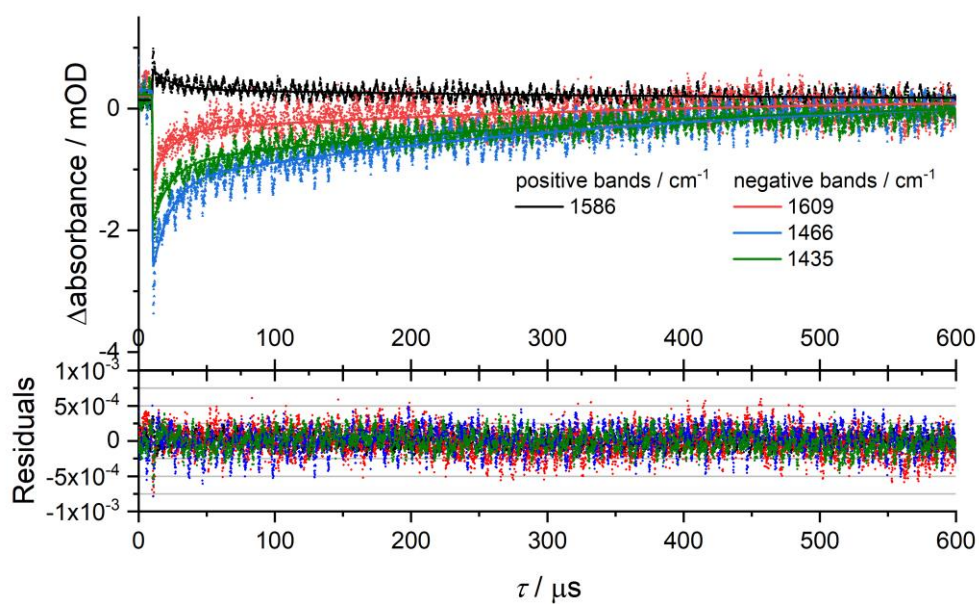 Δabsorbance / mOD
0
-2
-4
positive bands / cm⁻¹
1586
negative bands / cm⁻¹
1609
1466
1435
0 100 200 300 400 500 600
Residuals
1x10⁻³
5x10⁻⁴
0
-5x10⁻⁴
-1x10⁻³
0 100 200 300 400 500 600
τ / μs